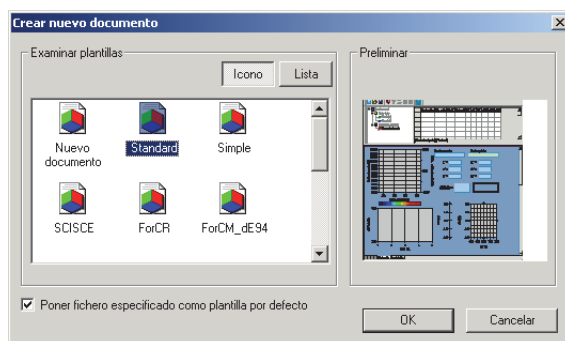 Crear nuevo documento
Examinar plantillas
Preliminar
Icono Lista
Nuevo documento
Standard
Simple
SCISCE
ForCR
ForCM_dE94
Poner fichero especificado como plantilla por defecto
OK
Cancelar